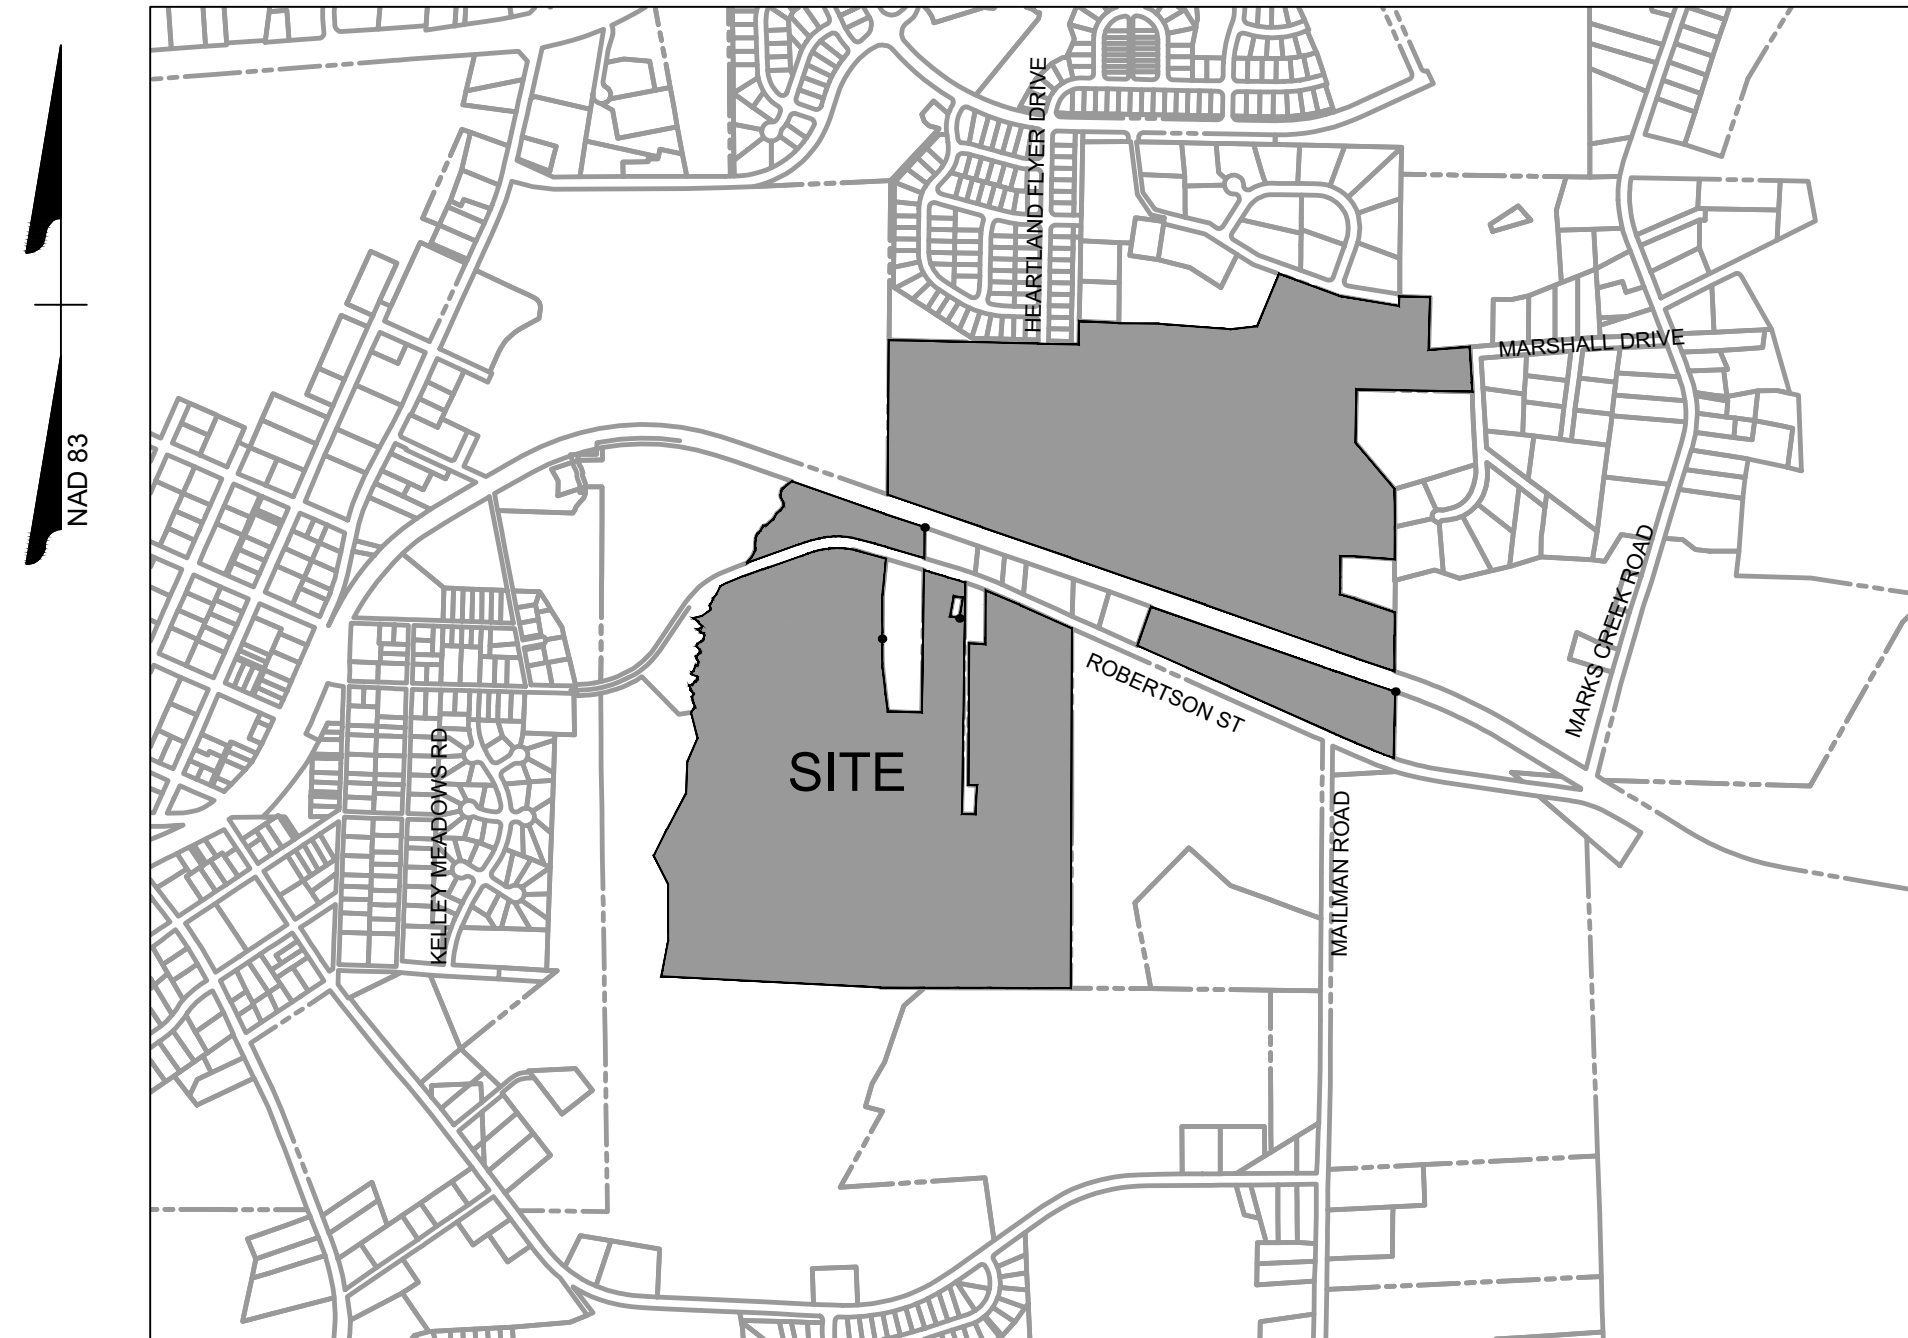 HEARTLAND FLYER DRIVE
MARSHALL DRIVE
NAD 83
MARKS CREEK ROAD
ROBERTSON ST
SITE
KELLEY MEADOWS RD
MAILMAN ROAD